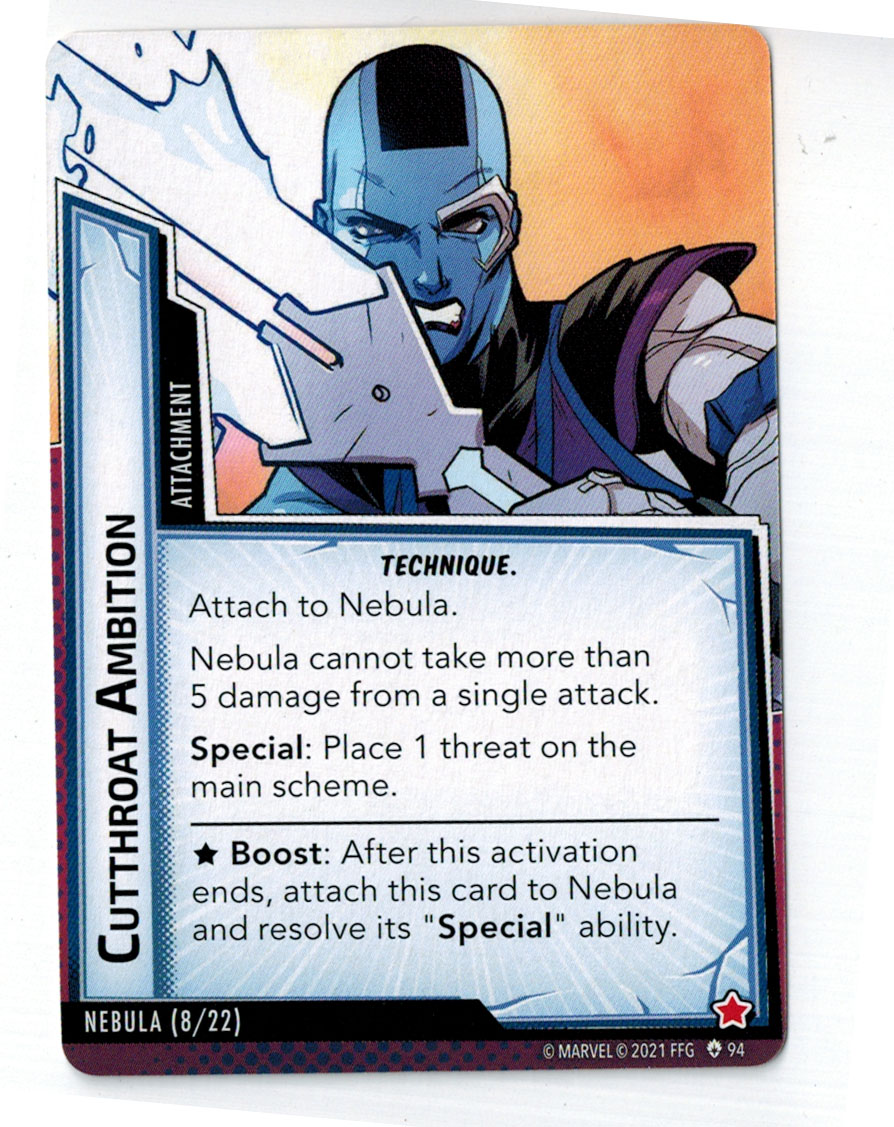 ATTACHMENT
CUTTHROAT AMBITION
TECHNIQUE.
Attach to Nebula.
Nebula cannot take more than
5 damage from a single attack.
Special: Place 1 threat on the
main scheme.
★ Boost: After this activation
ends, attach this card to Nebula
and resolve its "Special" ability.
NEBULA (8/22)
© MARVEL © 2021 FFG 94